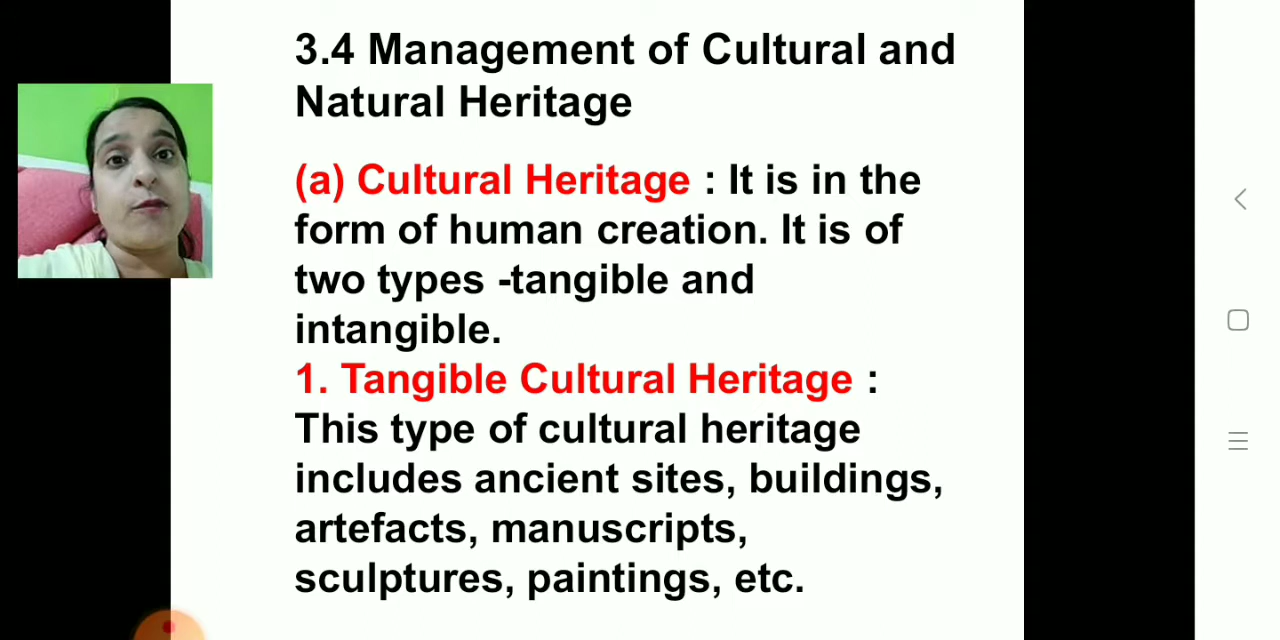 3.4 Management of Cultural and
Natural Heritage
(a) Cultural Heritage : It is in the
form of human creation. It is of
two types -tangible and
intangible.
1. Tangible Cultural Heritage :
This type of cultural heritage
includes ancient sites, buildings,
artefacts, manuscripts,
sculptures, paintings, etc.